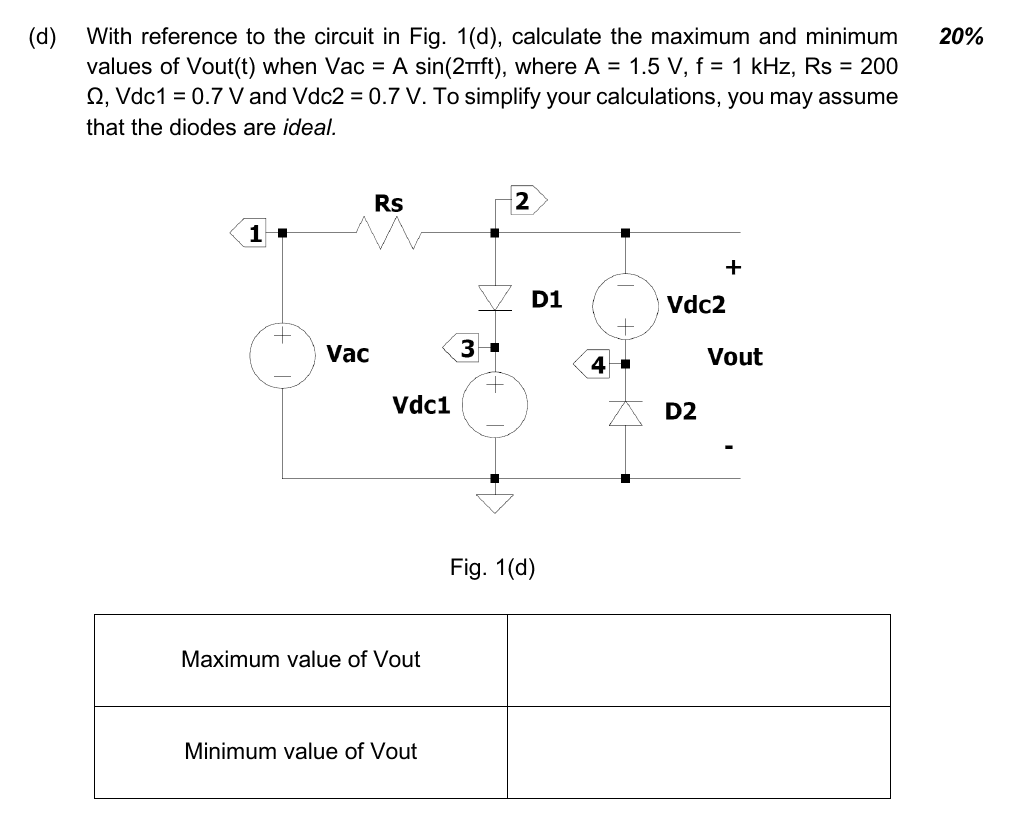 (d) With reference to the circuit in Fig. 1(d), calculate the maximum and minimum 20%
values of Vout(t) when Vac = A sin(2πft), where A = 1.5 V, f = 1 kHz, Rs = 200
Ω, Vdc1 = 0.7 V and Vdc2 = 0.7 V. To simplify your calculations, you may assume
that the diodes are ideal.
Rs
2
1
+
D1
Vdc2
3
Vac
4
Vout
Vdc1
D2
-
Fig. 1(d)
Maximum value of Vout
Minimum value of Vout